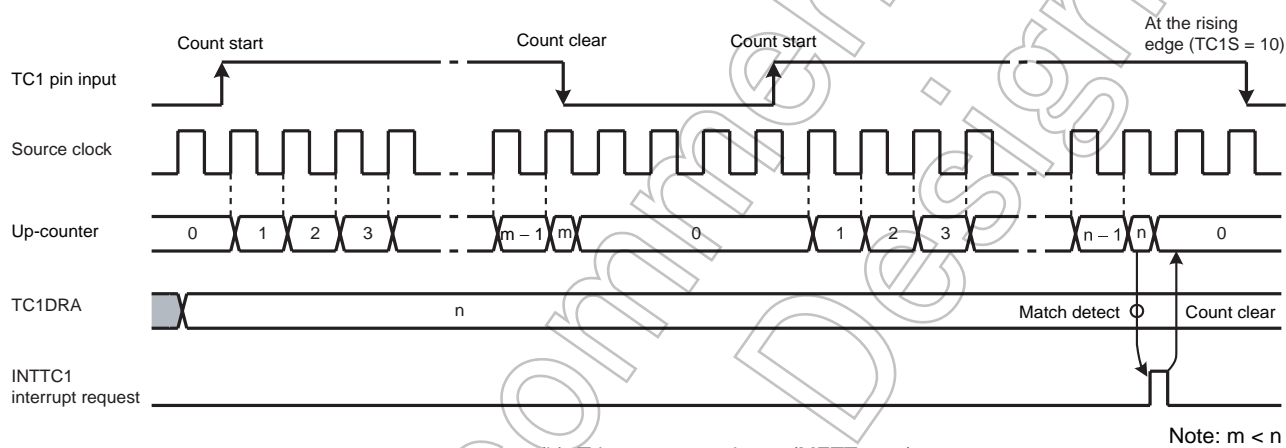 At the rising
edge (TC1S = 10)
Count start
Count clear
Count start
TC1 pin input
Source clock
Up-counter
0
1
2
3
m – 1
m
0
1
2
3
n – 1
n
0
TC1DRA
n
Match detect
Count clear
INTTC1
interrupt request
Note: m < n